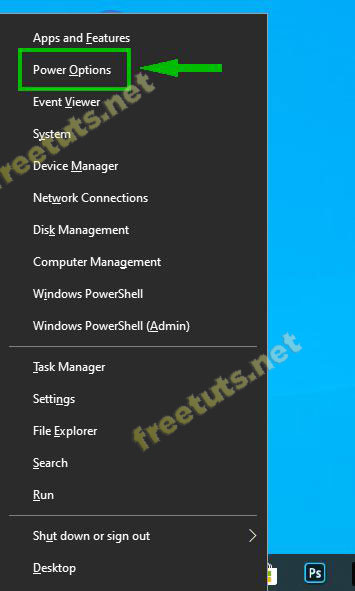 Apps and Features
Power Options
Event Viewer
System
Device Manager
Network Connections
Disk Management
Computer Management
Windows PowerShell
Windows PowerShell (Admin)
Task Manager
Settings
File Explorer
Search
Run
Shut down or sign out
Desktop
Ps
freetuts.net
freetuts.net